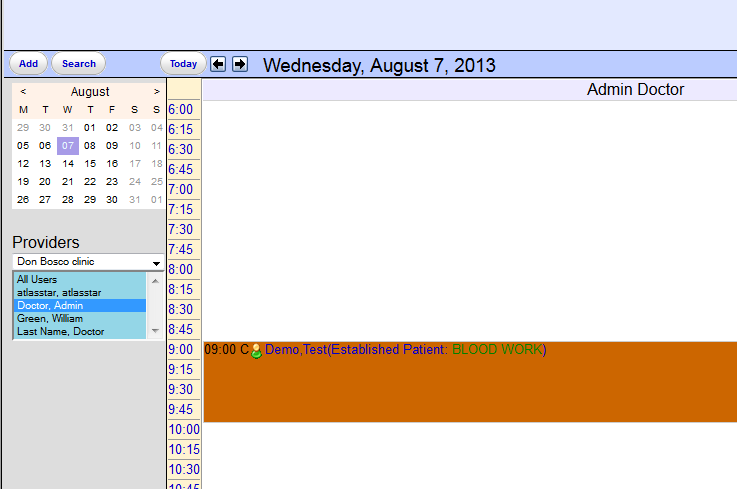 Add Search Today Wednesday, August 7, 2013
< August >
M T W T F S S
29 30 31 01 02 03 04
05 06 07 08 09 10 11
12 13 14 15 16 17 18
19 20 21 22 23 24 25
26 27 28 29 30 31 01
Providers
Don Bosco clinic
All Users
atlasstar, atlasstar
Doctor, Admin
Green, William
Last Name, Doctor
Admin Doctor
6:00
6:15
6:30
6:45
7:00
7:15
7:30
7:45
8:00
8:15
8:30
8:45
9:00
09:00 C Demo,Test(Established Patient: BLOOD WORK)
9:15
9:30
9:45
10:00
10:15
10:30
10:45